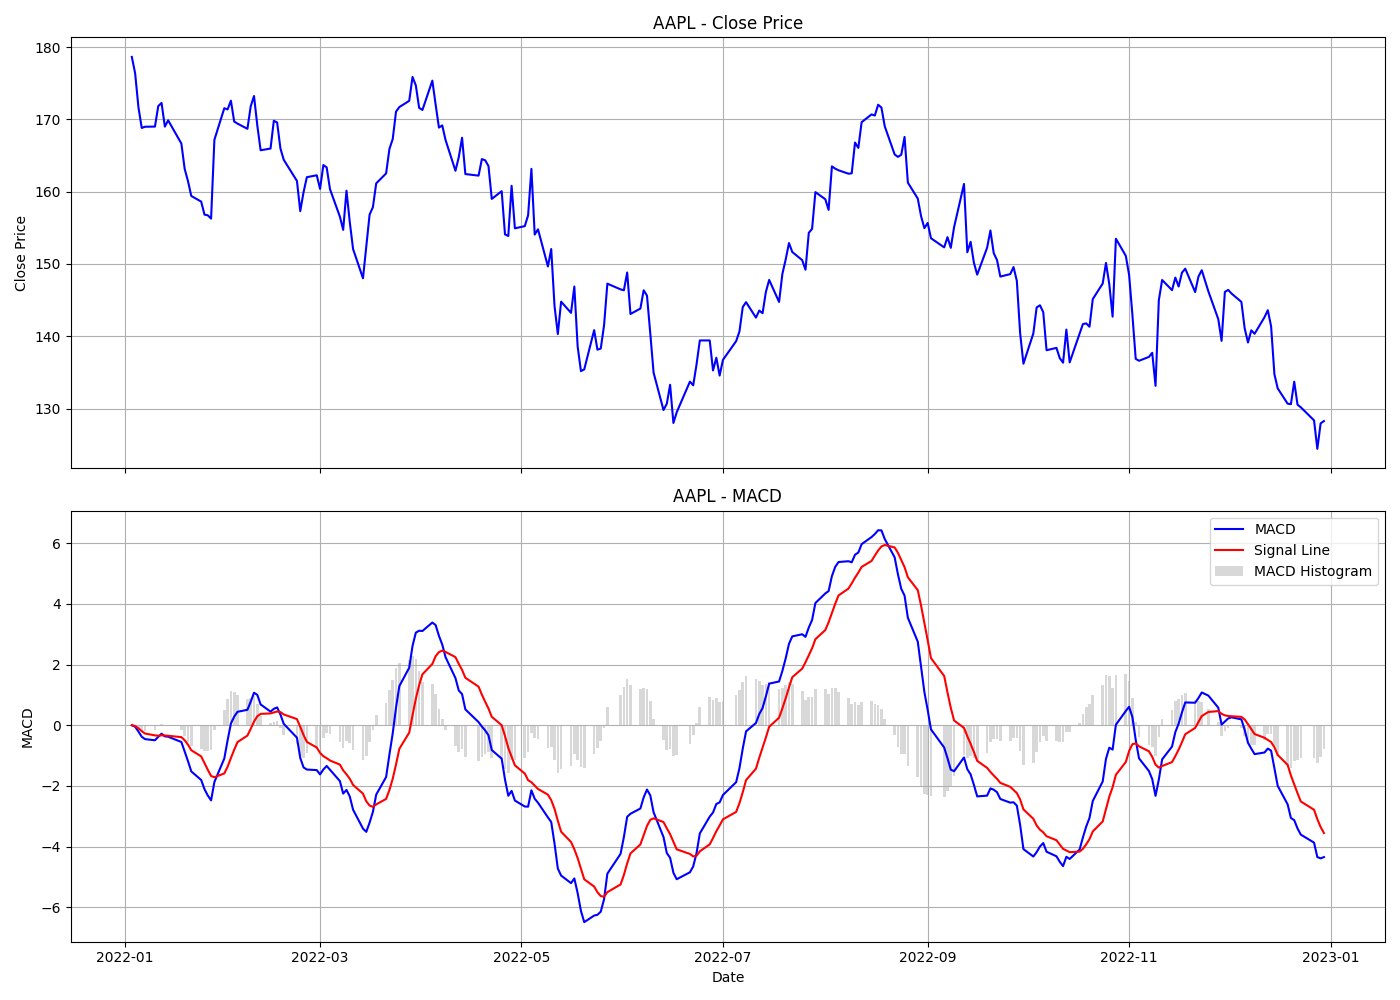 AAPL - Close Price
180
170
160
150
140
130
Close Price
AAPL - MACD
MACD
Signal Line
MACD Histogram
6
4
2
0
−2
−4
−6
MACD
2022-01 2022-03 2022-05 2022-07 2022-09 2022-11 2023-01
Date